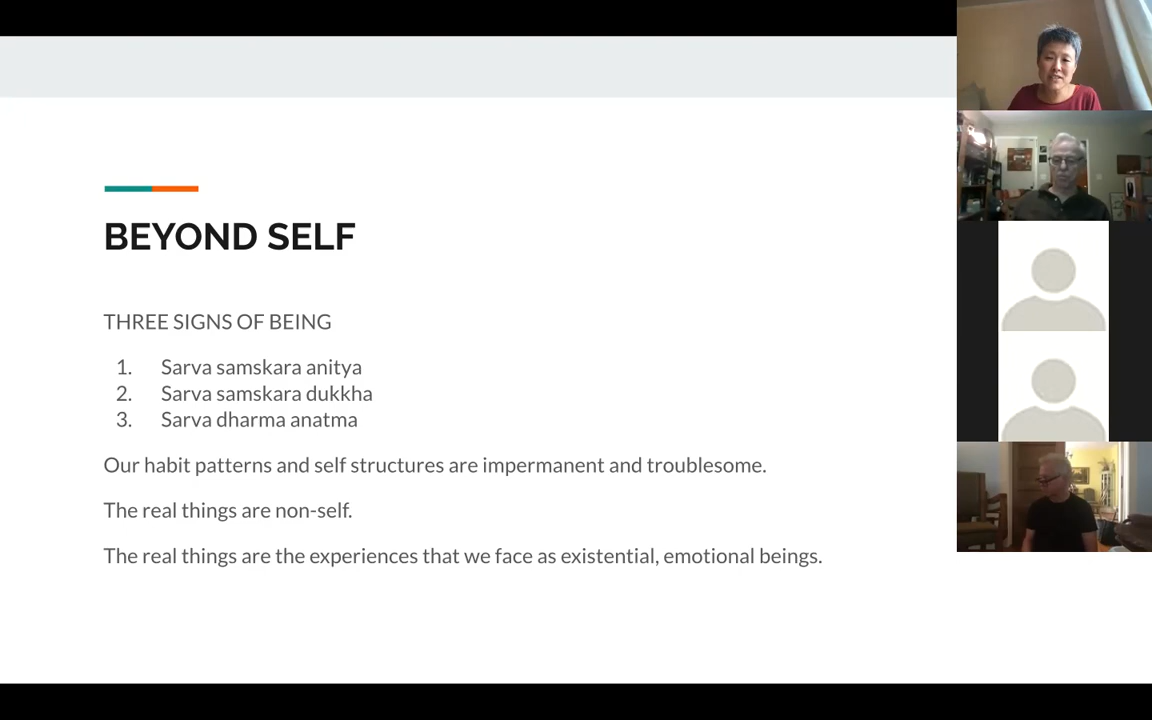 BEYOND SELF
THREE SIGNS OF BEING
1. Sarva samskara anitya
2. Sarva samskara dukkha
3. Sarva dharma anatma
Our habit patterns and self structures are impermanent and troublesome.
The real things are non-self.
The real things are the experiences that we face as existential, emotional beings.